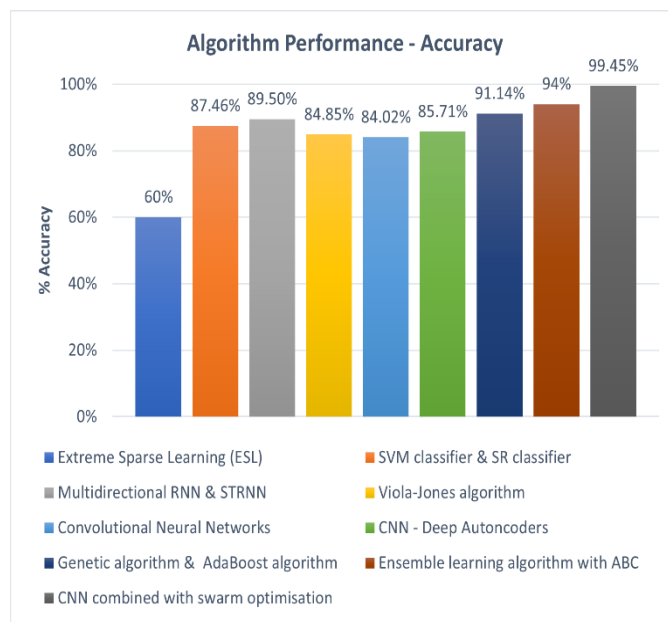 Algorithm Performance - Accuracy
99.45%
100%
94%
91.14%
89.50%
87.46%
84.85%
84.02%
85.71%
80%
60%
60%
% Accuracy
40%
20%
0%
Extreme Sparse Learning (ESL)
SVM classifier & SR classifier
Multidirectional RNN & STRNN
Viola-Jones algorithm
Convolutional Neural Networks
CNN - Deep Autoncoders
Genetic algorithm & AdaBoost algorithm
Ensemble learning algorithm with ABC
CNN combined with swarm optimisation